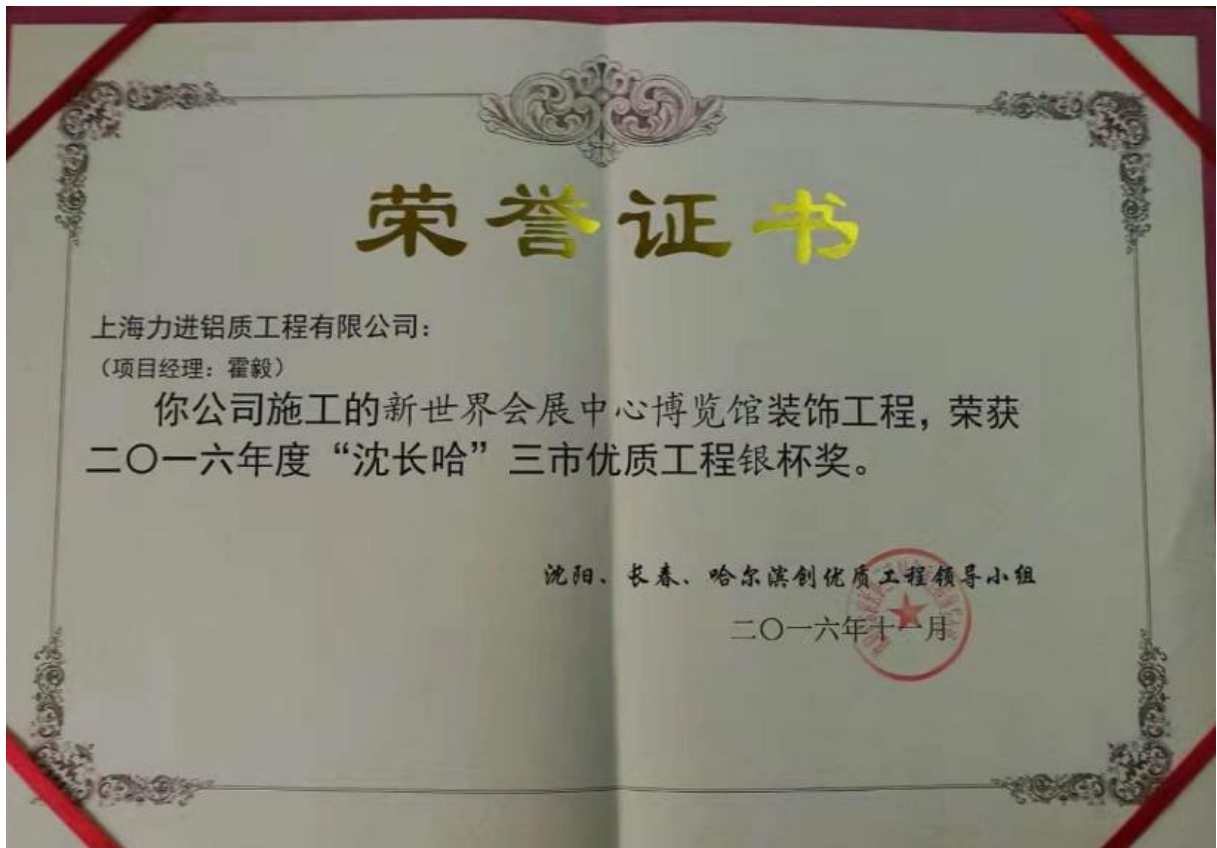 荣誉证书
上海力进铝质工程有限公司：
（项目经理：霍毅）
你公司施工的新世界会展中心博览馆装饰工程，荣获
二〇一六年度“沈长哈”三市优质工程银杯奖。
沈阳、长春、哈尔滨创优质工程领导小组
二〇一六年十一月